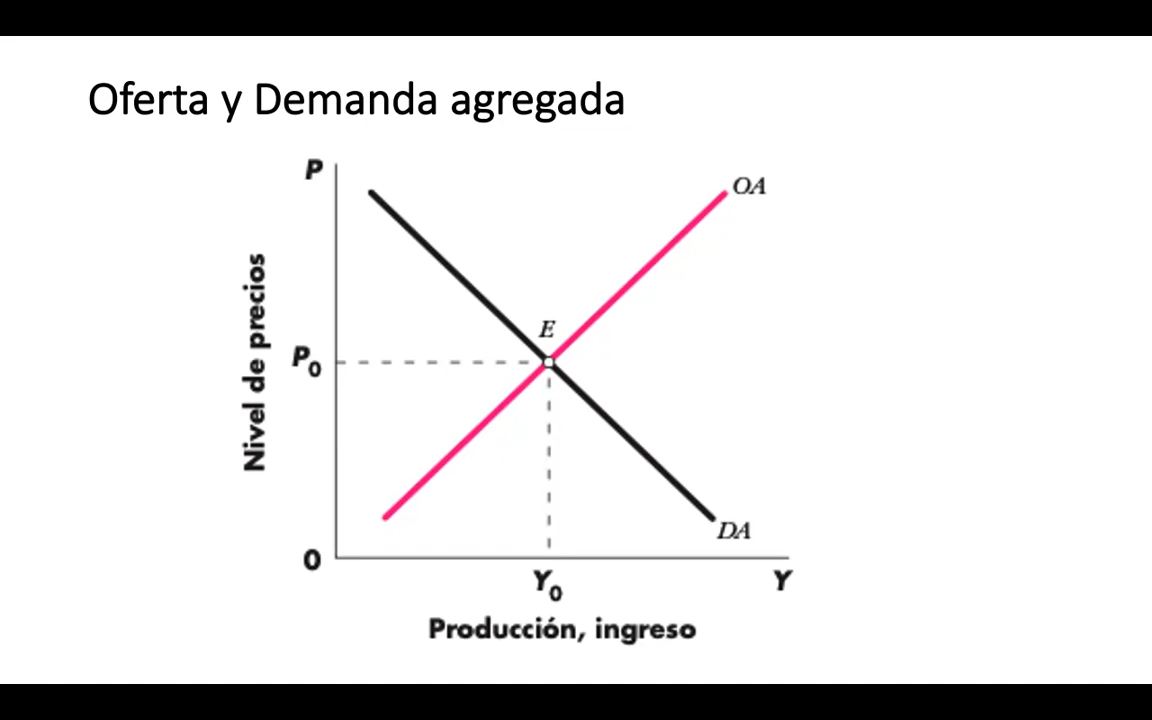 Oferta y Demanda agregada
P
OA
Nivel de precios
E
P0
DA
0
Y0
Y
Producción, ingreso